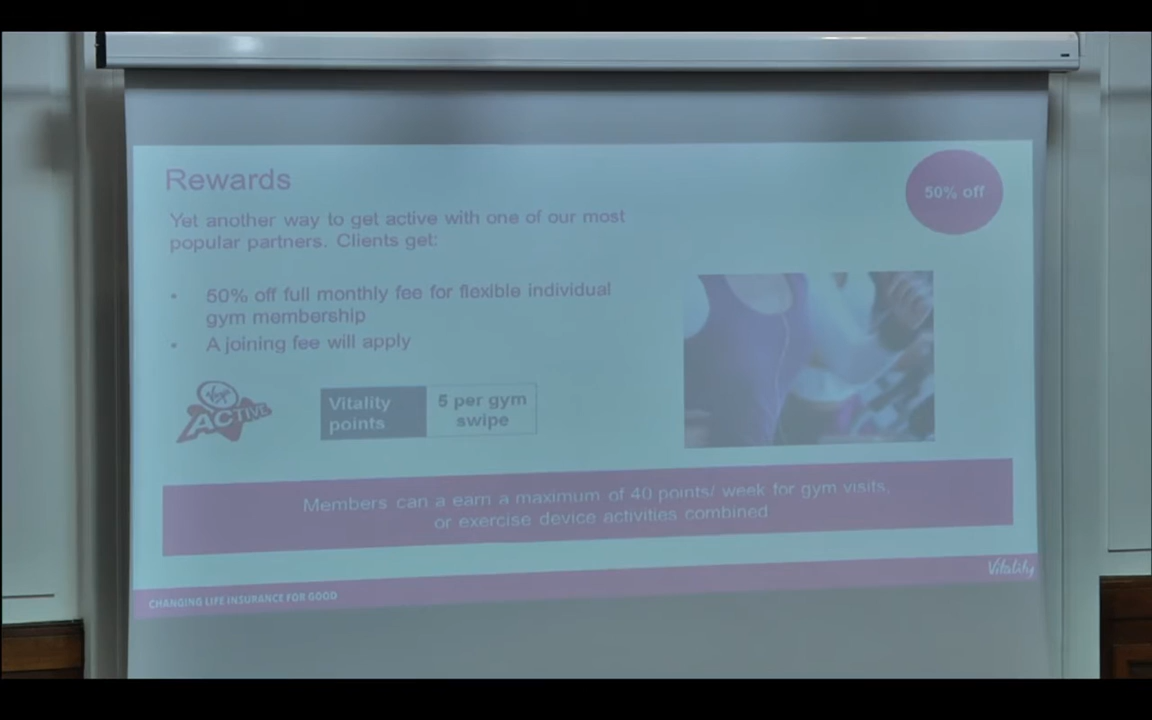 Rewards
50% off
Yet another way to get active with one of our most
popular partners. Clients get:
• 50% off full monthly fee for flexible individual
gym membership
• A joining fee will apply
Virgin
ACTIVE
Vitality
points
5 per gym
swipe
Members can a earn a maximum of 40 points/ week for gym visits,
or exercise device activities combined
Vitality
CHANGING LIFE INSURANCE FOR GOOD